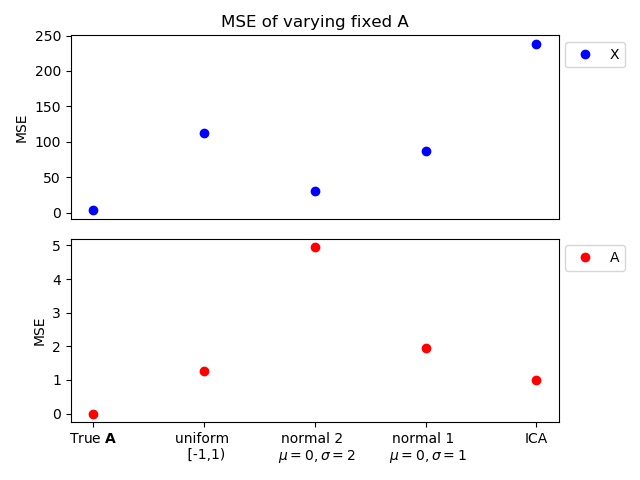 MSE of varying fixed A
250
200
150
100
50
0
MSE
X
5
4
3
2
1
0
MSE
A
True A
uniform
[-1,1)
normal 2
μ = 0, σ = 2
normal 1
μ = 0, σ = 1
ICA